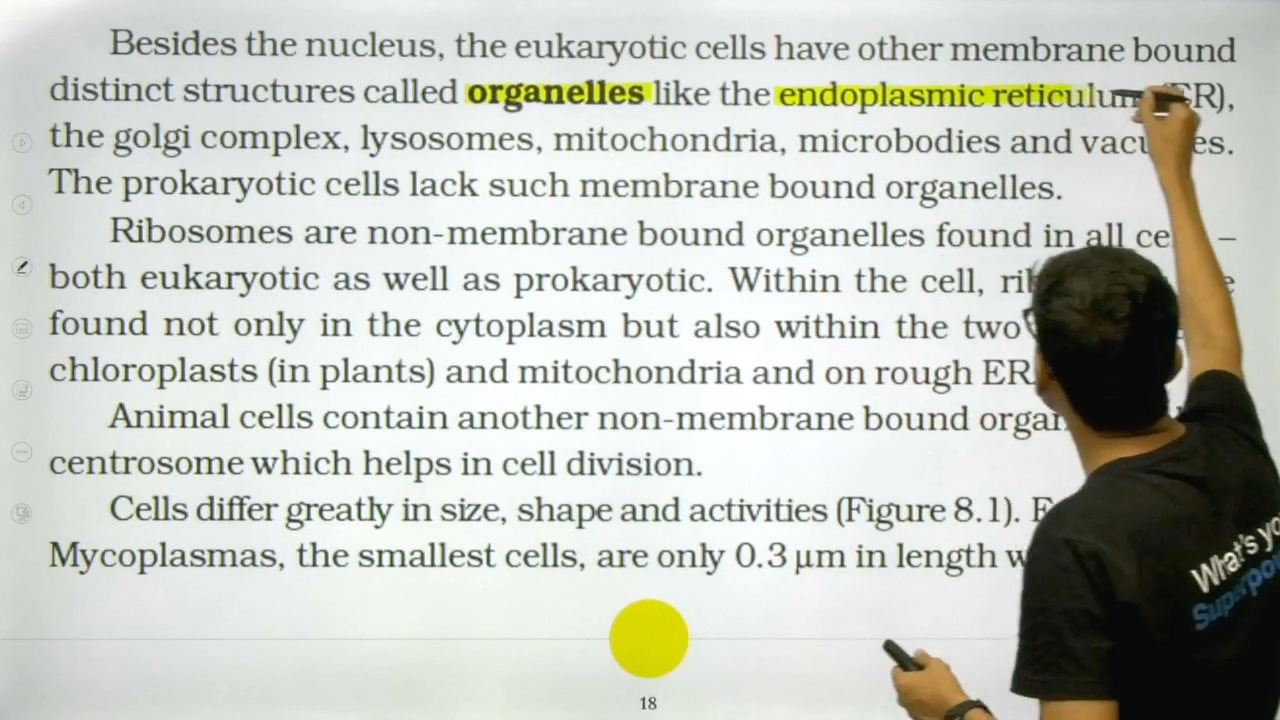 Besides the nucleus, the eukaryotic cells have other membrane bound
distinct structures called organelles like the endoplasmic reticulum (ER),
the golgi complex, lysosomes, mitochondria, microbodies and
The prokaryotic cells lack such membrane bound organelles.
Ribosomes are non-membrane bound organelles found in all –
both eukaryotic as well as prokaryotic. Within the cell,
found not only in the cytoplasm but also within the two
chloroplasts (in plants) and mitochondria and on rough ER
Animal cells contain another non-membrane bound
centrosome which helps in cell division.
Cells differ greatly in size, shape and activities (Figure 8.1).
Mycoplasmas, the smallest cells, are only 0.3 µm in length
What's
18